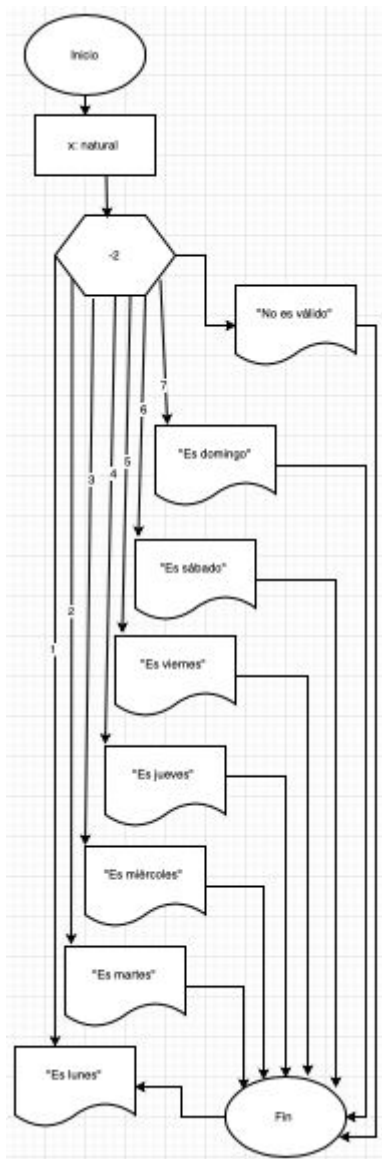 Inicio
x: natural
-2
"No es válido"
7
6
"Es domingo"
5
4
3
"Es sábado"
2
1
"Es viernes"
"Es jueves"
"Es miércoles"
"Es martes"
"Es lunes"
Fin